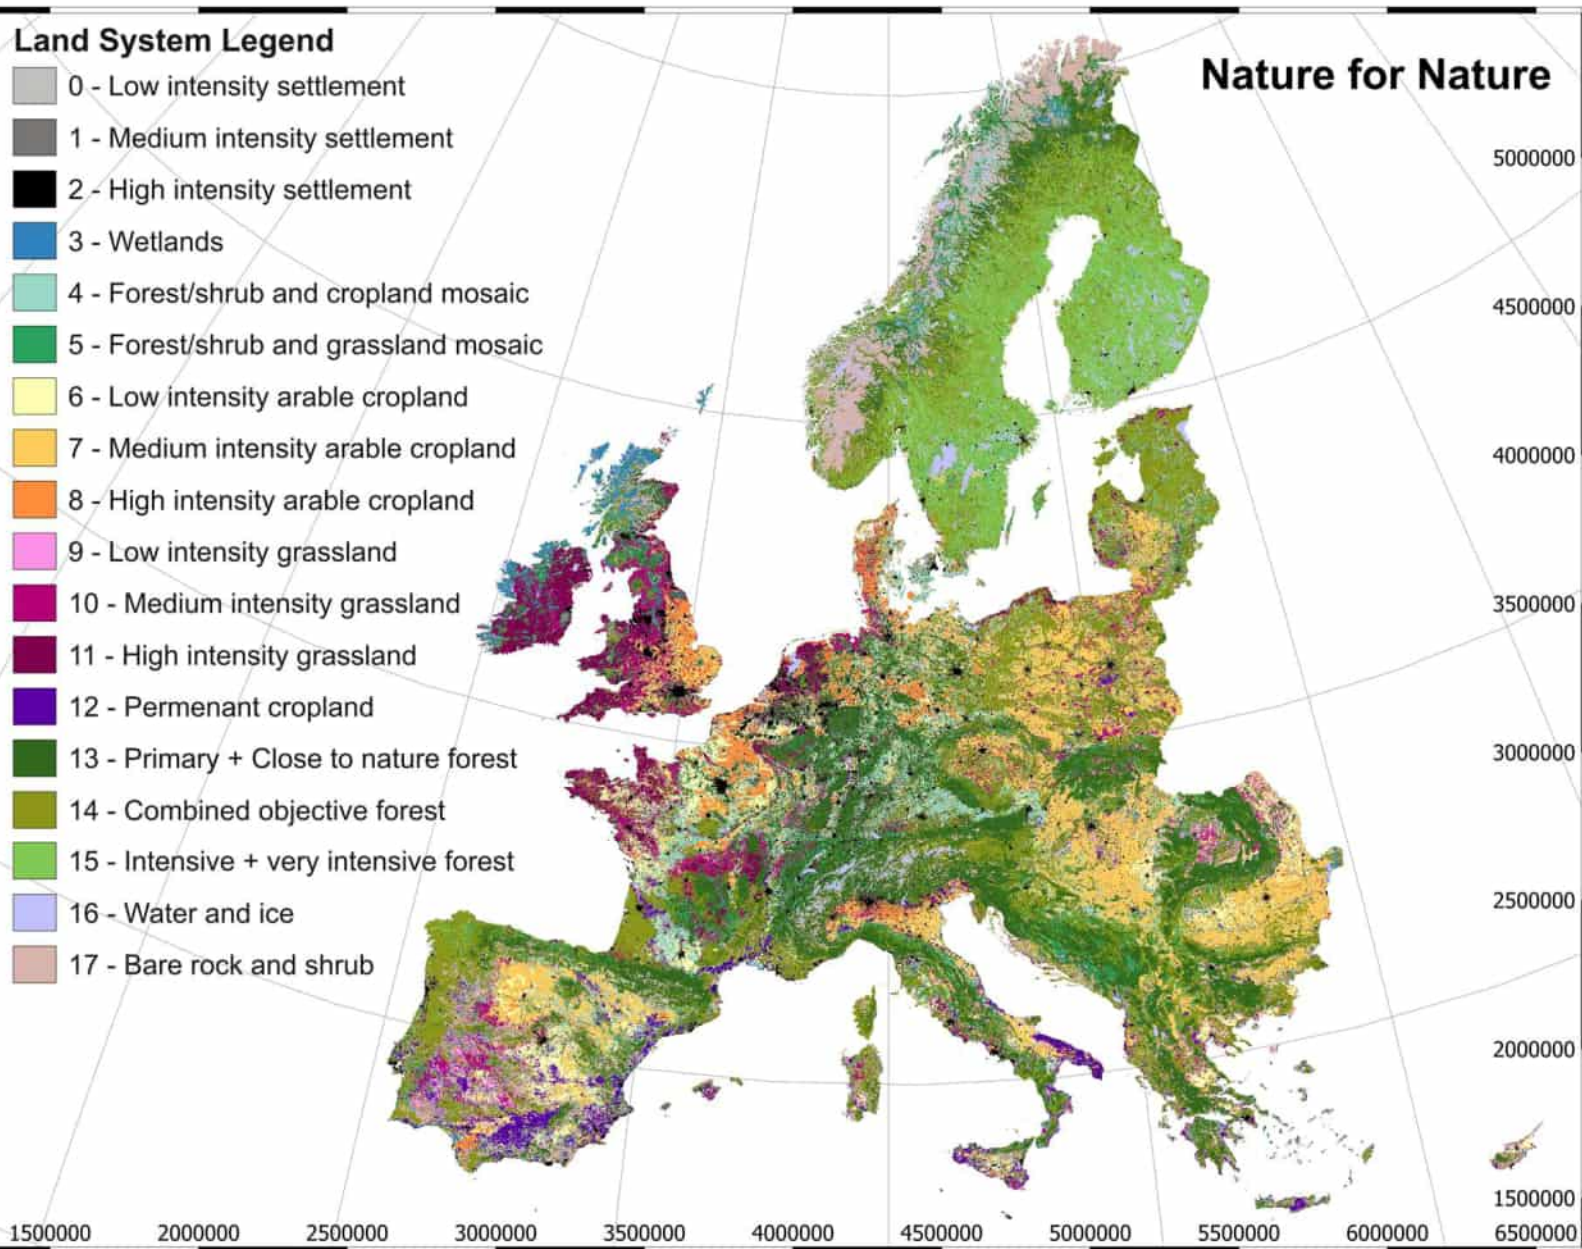 Land System Legend
0 - Low intensity settlement
1 - Medium intensity settlement
2 - High intensity settlement
3 - Wetlands
4 - Forest/shrub and cropland mosaic
5 - Forest/shrub and grassland mosaic
6 - Low intensity arable cropland
7 - Medium intensity arable cropland
8 - High intensity arable cropland
9 - Low intensity grassland
10 - Medium intensity grassland
11 - High intensity grassland
12 - Permenant cropland
13 - Primary + Close to nature forest
14 - Combined objective forest
15 - Intensive + very intensive forest
16 - Water and ice
17 - Bare rock and shrub
Nature for Nature
5000000
4500000
4000000
3500000
3000000
2500000
2000000
1500000
1500000 2000000 2500000 3000000 3500000 4000000 4500000 5000000 5500000 6000000 6500000